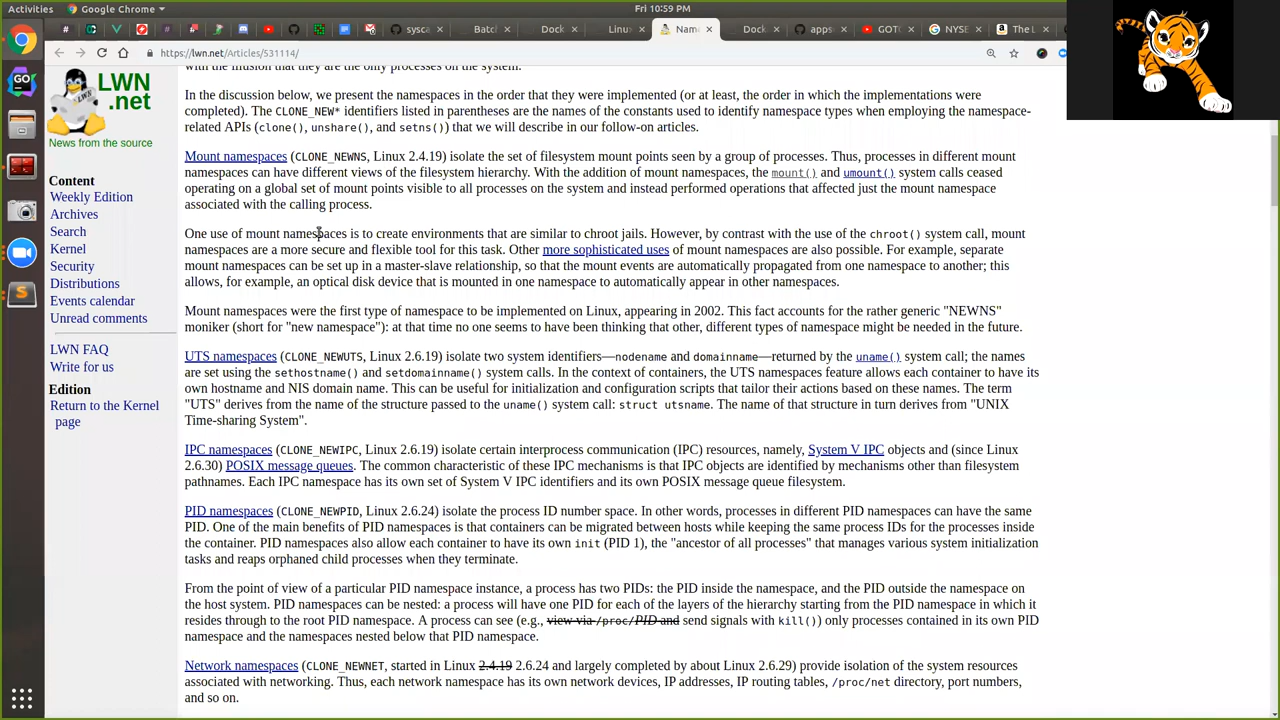 Activities
Google Chrome
Fri 10:59 PM
sysca
Batc
Dock
Linux
Nam
Dock
apps
GOT
NYSE
The L
https://lwn.net/Articles/531114/
LWN
.net
News from the source
Content
Weekly Edition
Archives
Search
Kernel
Security
Distributions
Events calendar
Unread comments
LWN FAQ
Write for us
Edition
Return to the Kernel
page
with the illusion that they are the only processes on the system.
In the discussion below, we present the namespaces in the order that they were implemented (or at least, the order in which the implementations were
completed). The CLONE_NEW* identifiers listed in parentheses are the names of the constants used to identify namespace types when employing the namespace-
related APIs (clone(), unshare(), and setns()) that we will describe in our follow-on articles.
Mount namespaces (CLONE_NEWNS, Linux 2.4.19) isolate the set of filesystem mount points seen by a group of processes. Thus, processes in different mount
namespaces can have different views of the filesystem hierarchy. With the addition of mount namespaces, the mount() and umount() system calls ceased
operating on a global set of mount points visible to all processes on the system and instead performed operations that affected just the mount namespace
associated with the calling process.
One use of mount namespaces is to create environments that are similar to chroot jails. However, by contrast with the use of the chroot() system call, mount
namespaces are a more secure and flexible tool for this task. Other more sophisticated uses of mount namespaces are also possible. For example, separate
mount namespaces can be set up in a master-slave relationship, so that the mount events are automatically propagated from one namespace to another; this
allows, for example, an optical disk device that is mounted in one namespace to automatically appear in other namespaces.
Mount namespaces were the first type of namespace to be implemented on Linux, appearing in 2002. This fact accounts for the rather generic "NEWNS"
moniker (short for "new namespace"): at that time no one seems to have been thinking that other, different types of namespace might be needed in the future.
UTS namespaces (CLONE_NEWUTS, Linux 2.6.19) isolate two system identifiers—nodename and domainname—returned by the uname() system call; the names
are set using the sethostname() and setdomainname() system calls. In the context of containers, the UTS namespaces feature allows each container to have its
own hostname and NIS domain name. This can be useful for initialization and configuration scripts that tailor their actions based on these names. The term
"UTS" derives from the name of the structure passed to the uname() system call: struct utsname. The name of that structure in turn derives from "UNIX
Time-sharing System".
IPC namespaces (CLONE_NEWIPC, Linux 2.6.19) isolate certain interprocess communication (IPC) resources, namely, System V IPC objects and (since Linux
2.6.30) POSIX message queues. The common characteristic of these IPC mechanisms is that IPC objects are identified by mechanisms other than filesystem
pathnames. Each IPC namespace has its own set of System V IPC identifiers and its own POSIX message queue filesystem.
PID namespaces (CLONE_NEWPID, Linux 2.6.24) isolate the process ID number space. In other words, processes in different PID namespaces can have the same
PID. One of the main benefits of PID namespaces is that containers can be migrated between hosts while keeping the same process IDs for the processes inside
the container. PID namespaces also allow each container to have its own init (PID 1), the "ancestor of all processes" that manages various system initialization
tasks and reaps orphaned child processes when they terminate.
From the point of view of a particular PID namespace instance, a process has two PIDs: the PID inside the namespace, and the PID outside the namespace on
the host system. PID namespaces can be nested: a process will have one PID for each of the layers of the hierarchy starting from the PID namespace in which it
resides through to the root PID namespace. A process can see (e.g., view via /proc/PID and send signals with kill()) only processes contained in its own PID
namespace and the namespaces nested below that PID namespace.
Network namespaces (CLONE_NEWNET, started in Linux 2.4.19 2.6.24 and largely completed by about Linux 2.6.29) provide isolation of the system resources
associated with networking. Thus, each network namespace has its own network devices, IP addresses, IP routing tables, /proc/net directory, port numbers,
and so on.